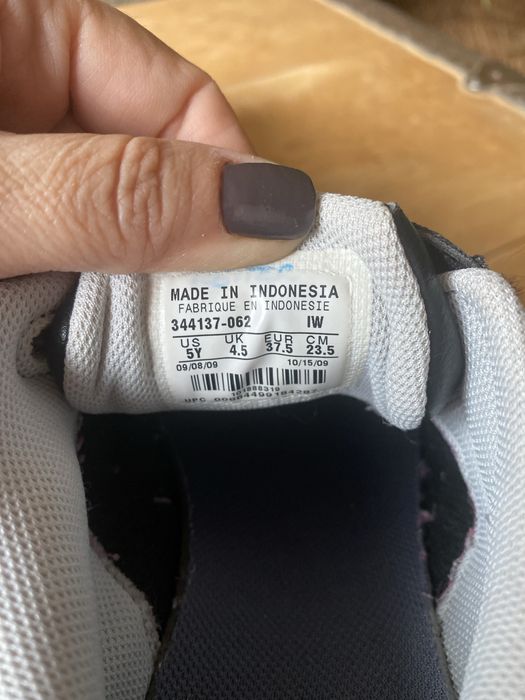 MADE IN INDONESIA
FABRIQUE EN INDONESIE
344137-062 IW
US UK EUR CM
5Y 4.5 37.5 23.5
09/08/09 10/15/09
UPC